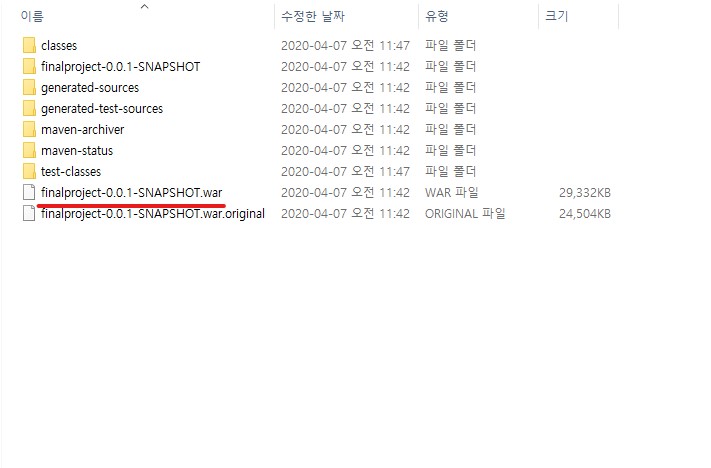 이름 수정한 날짜 유형 크기
classes 2020-04-07 오전 11:47 파일 폴더
finalproject-0.0.1-SNAPSHOT 2020-04-07 오전 11:42 파일 폴더
generated-sources 2020-04-07 오전 11:42 파일 폴더
generated-test-sources 2020-04-07 오전 11:42 파일 폴더
maven-archiver 2020-04-07 오전 11:42 파일 폴더
maven-status 2020-04-07 오전 11:42 파일 폴더
test-classes 2020-04-07 오전 11:47 파일 폴더
finalproject-0.0.1-SNAPSHOT.war 2020-04-07 오전 11:42 WAR 파일 29,332KB
finalproject-0.0.1-SNAPSHOT.war.original 2020-04-07 오전 11:42 ORIGINAL 파일 24,504KB